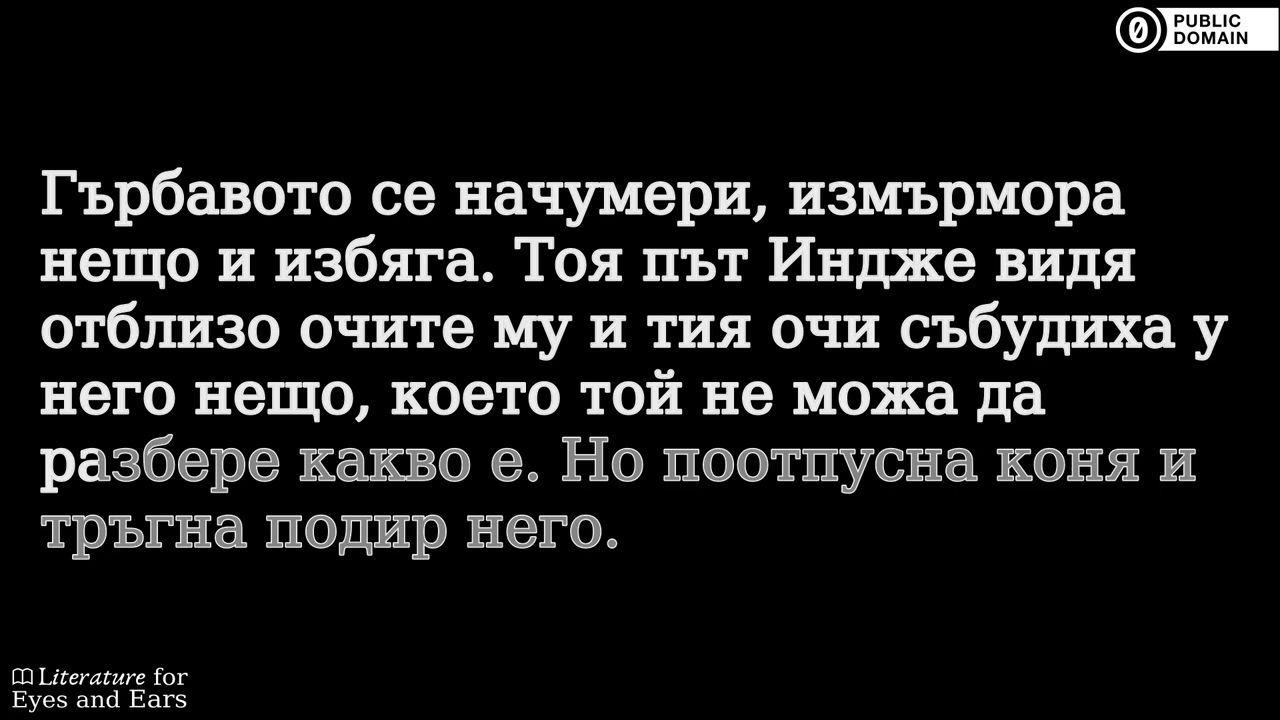 PUBLIC
DOMAIN
Гърбавото се начумери, измърмора
нещо и избяга. Тоя път Индже видя
отблизо очите му и тия очи събудиха у
него нещо, което той не можа да
разбере какво е. Но поотпусна коня и
тръгна подир него.
Literature for
Eyes and Ears